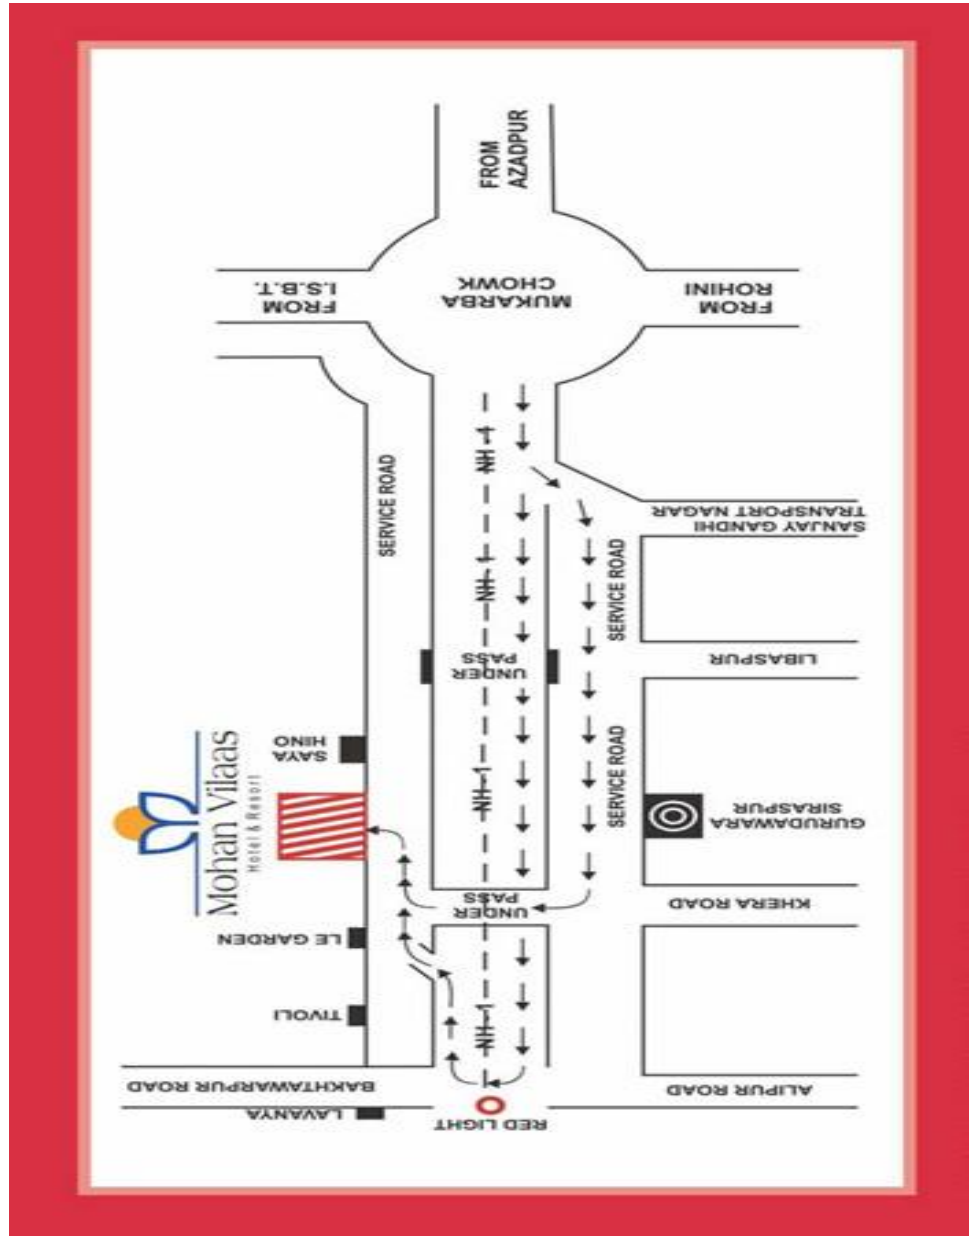 FROM
AZADPUR
FROM
I.S.B.T.
MUKARBA
CHOWK
FROM
ROHINI
NH-1
SERVICE ROAD
SANJAY GANDHI
TRANSPORT NAGAR
NH-1
SERVICE ROAD
UNDER
PASS
LIBASPUR
SAYA
HINO
Mohan Vilaas
Hotel & Resort
NH-1
SERVICE ROAD
GURUDAWARA
SIRASPUR
UNDER
PASS
KHERA ROAD
LE GARDEN
TIVOLI
NH-1
BAKHTAWARPUR ROAD
ALIPUR ROAD
LAVANYA
RED LIGHT